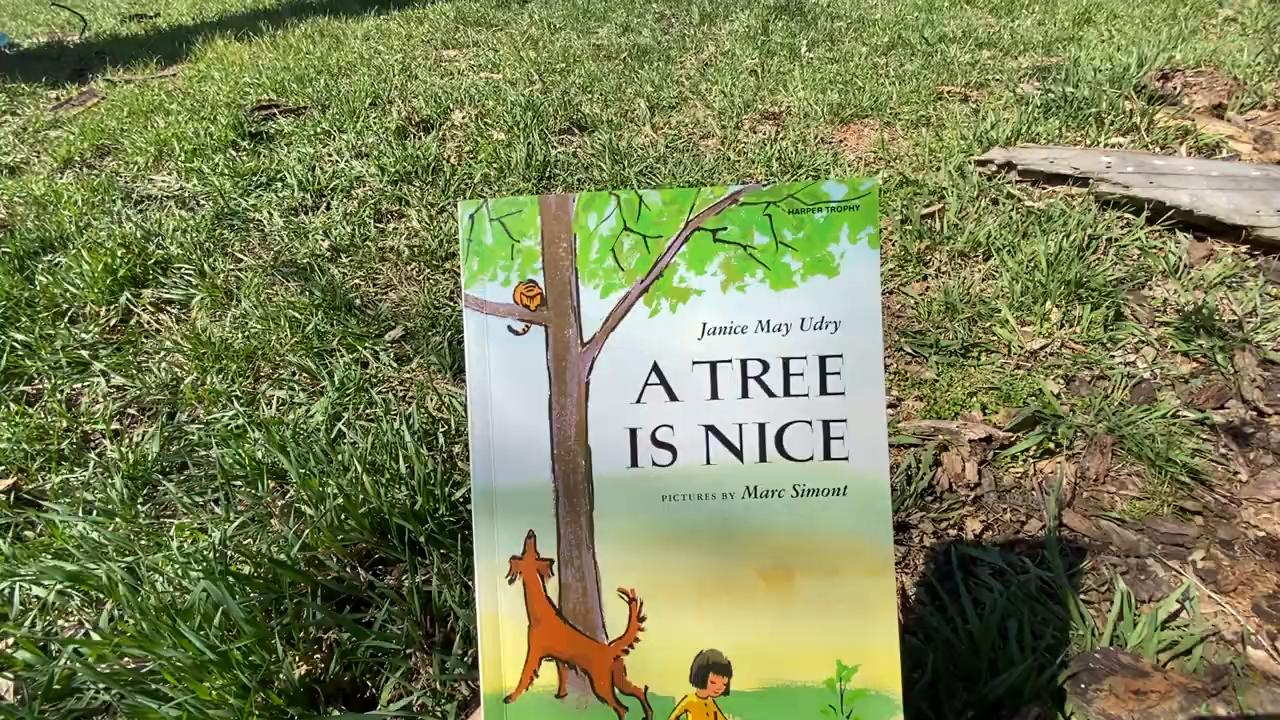 HARPER TROPHY
Janice May Udry
A TREE
IS NICE
PICTURES BY Marc Simont